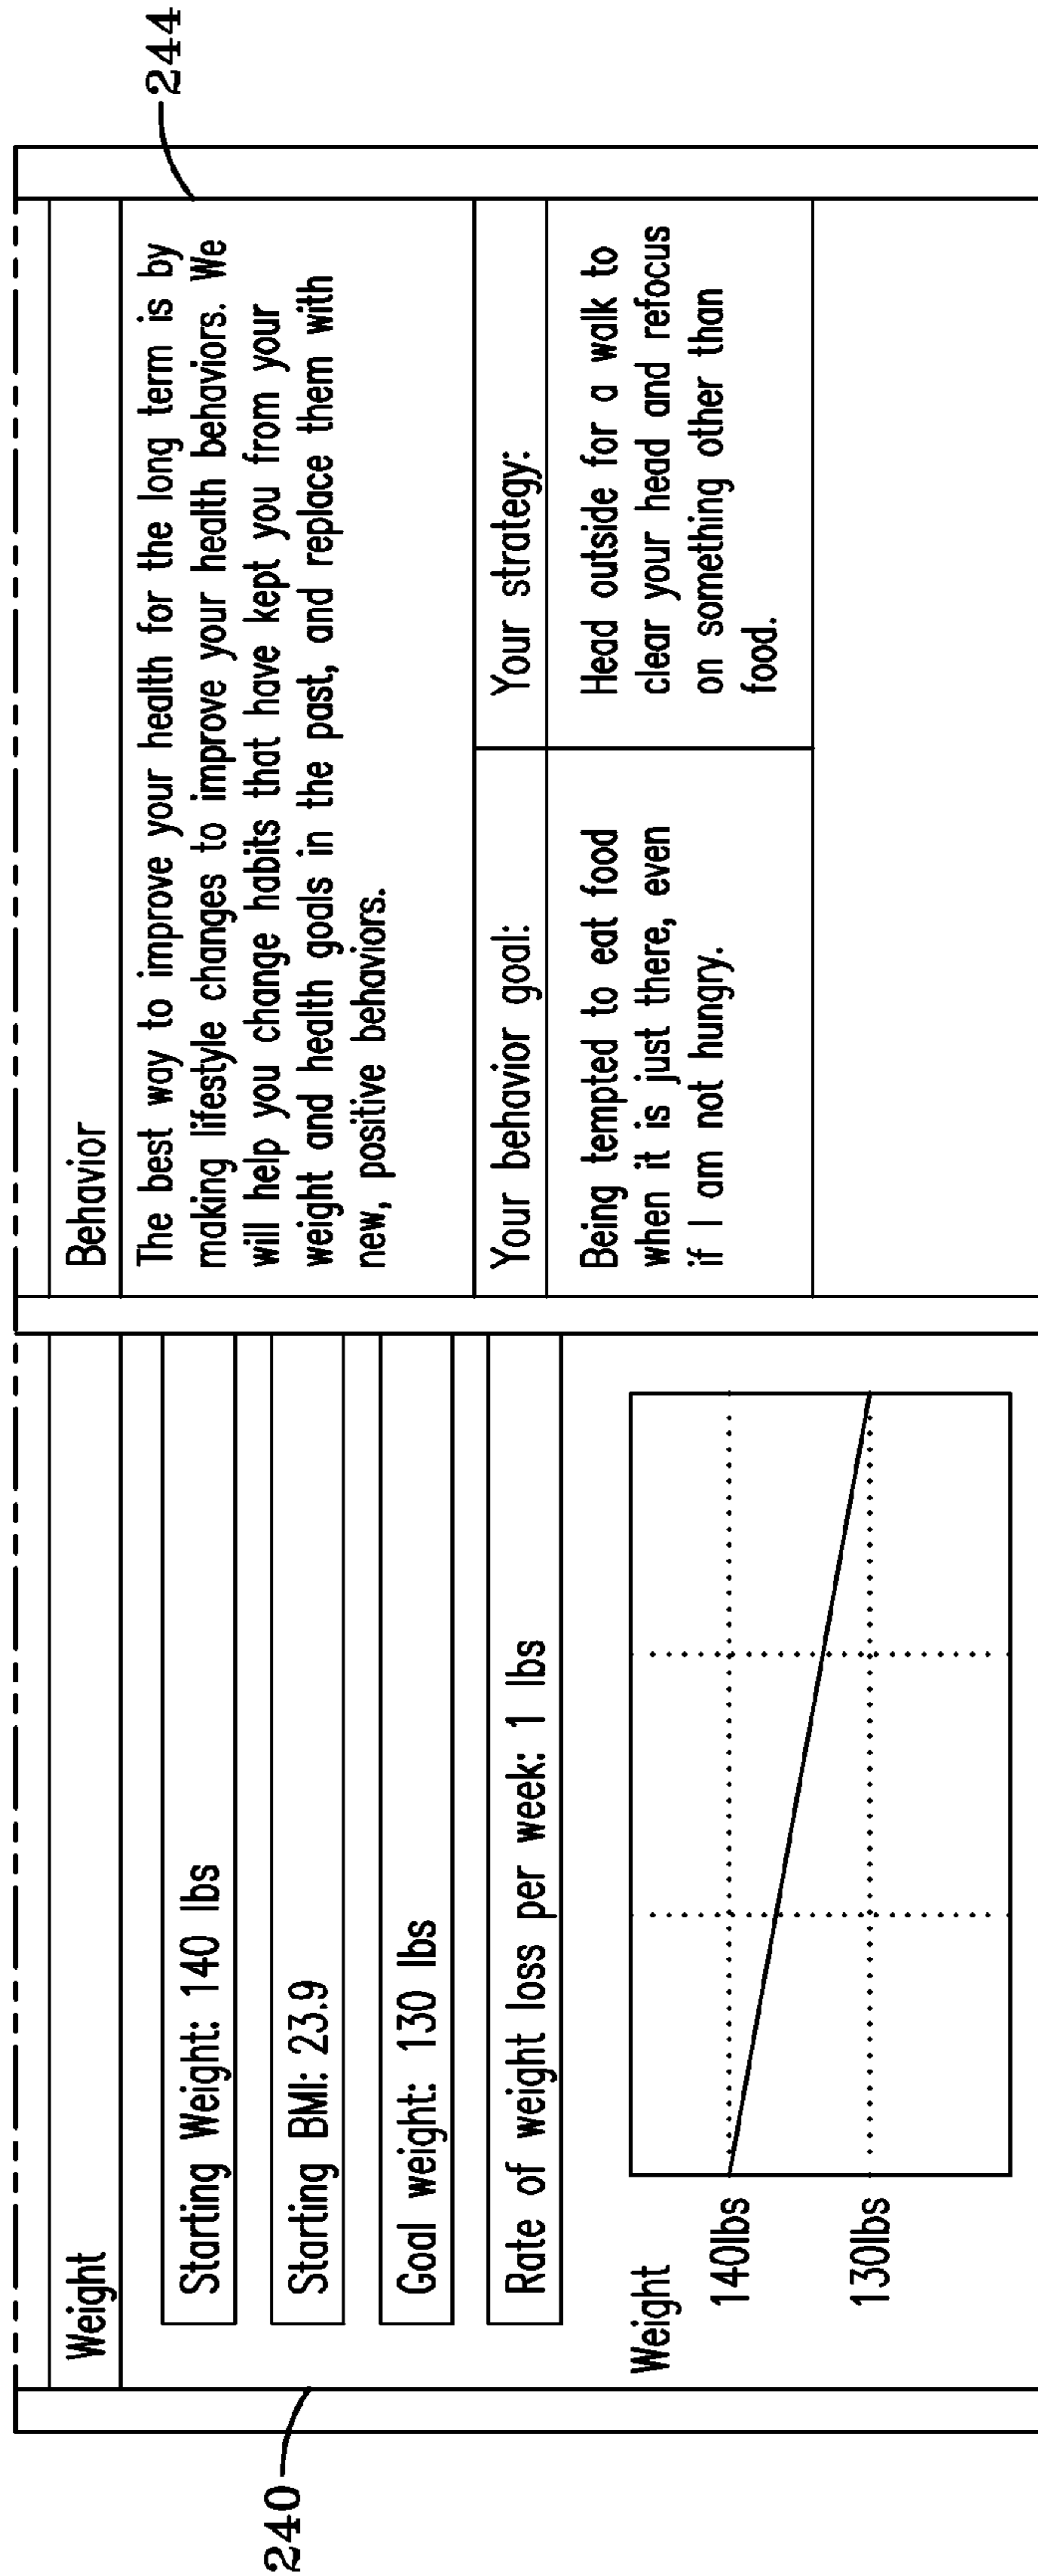 240
Weight
Starting Weight: 140 lbs
Starting BMI: 23.9
Goal weight: 130 lbs
Rate of weight loss per week: 1 lbs
Weight
140lbs
130lbs
244
Behavior
The best way to improve your health for the long term is by
making lifestyle changes to improve your health behaviors. We
will help you change habits that have kept you from your
weight and health goals in the past, and replace them with
new, positive behaviors.
Your behavior goal:
Being tempted to eat food
when it is just there, even
if I am not hungry.
Your strategy:
Head outside for a walk to
clear your head and refocus
on something other than
food.